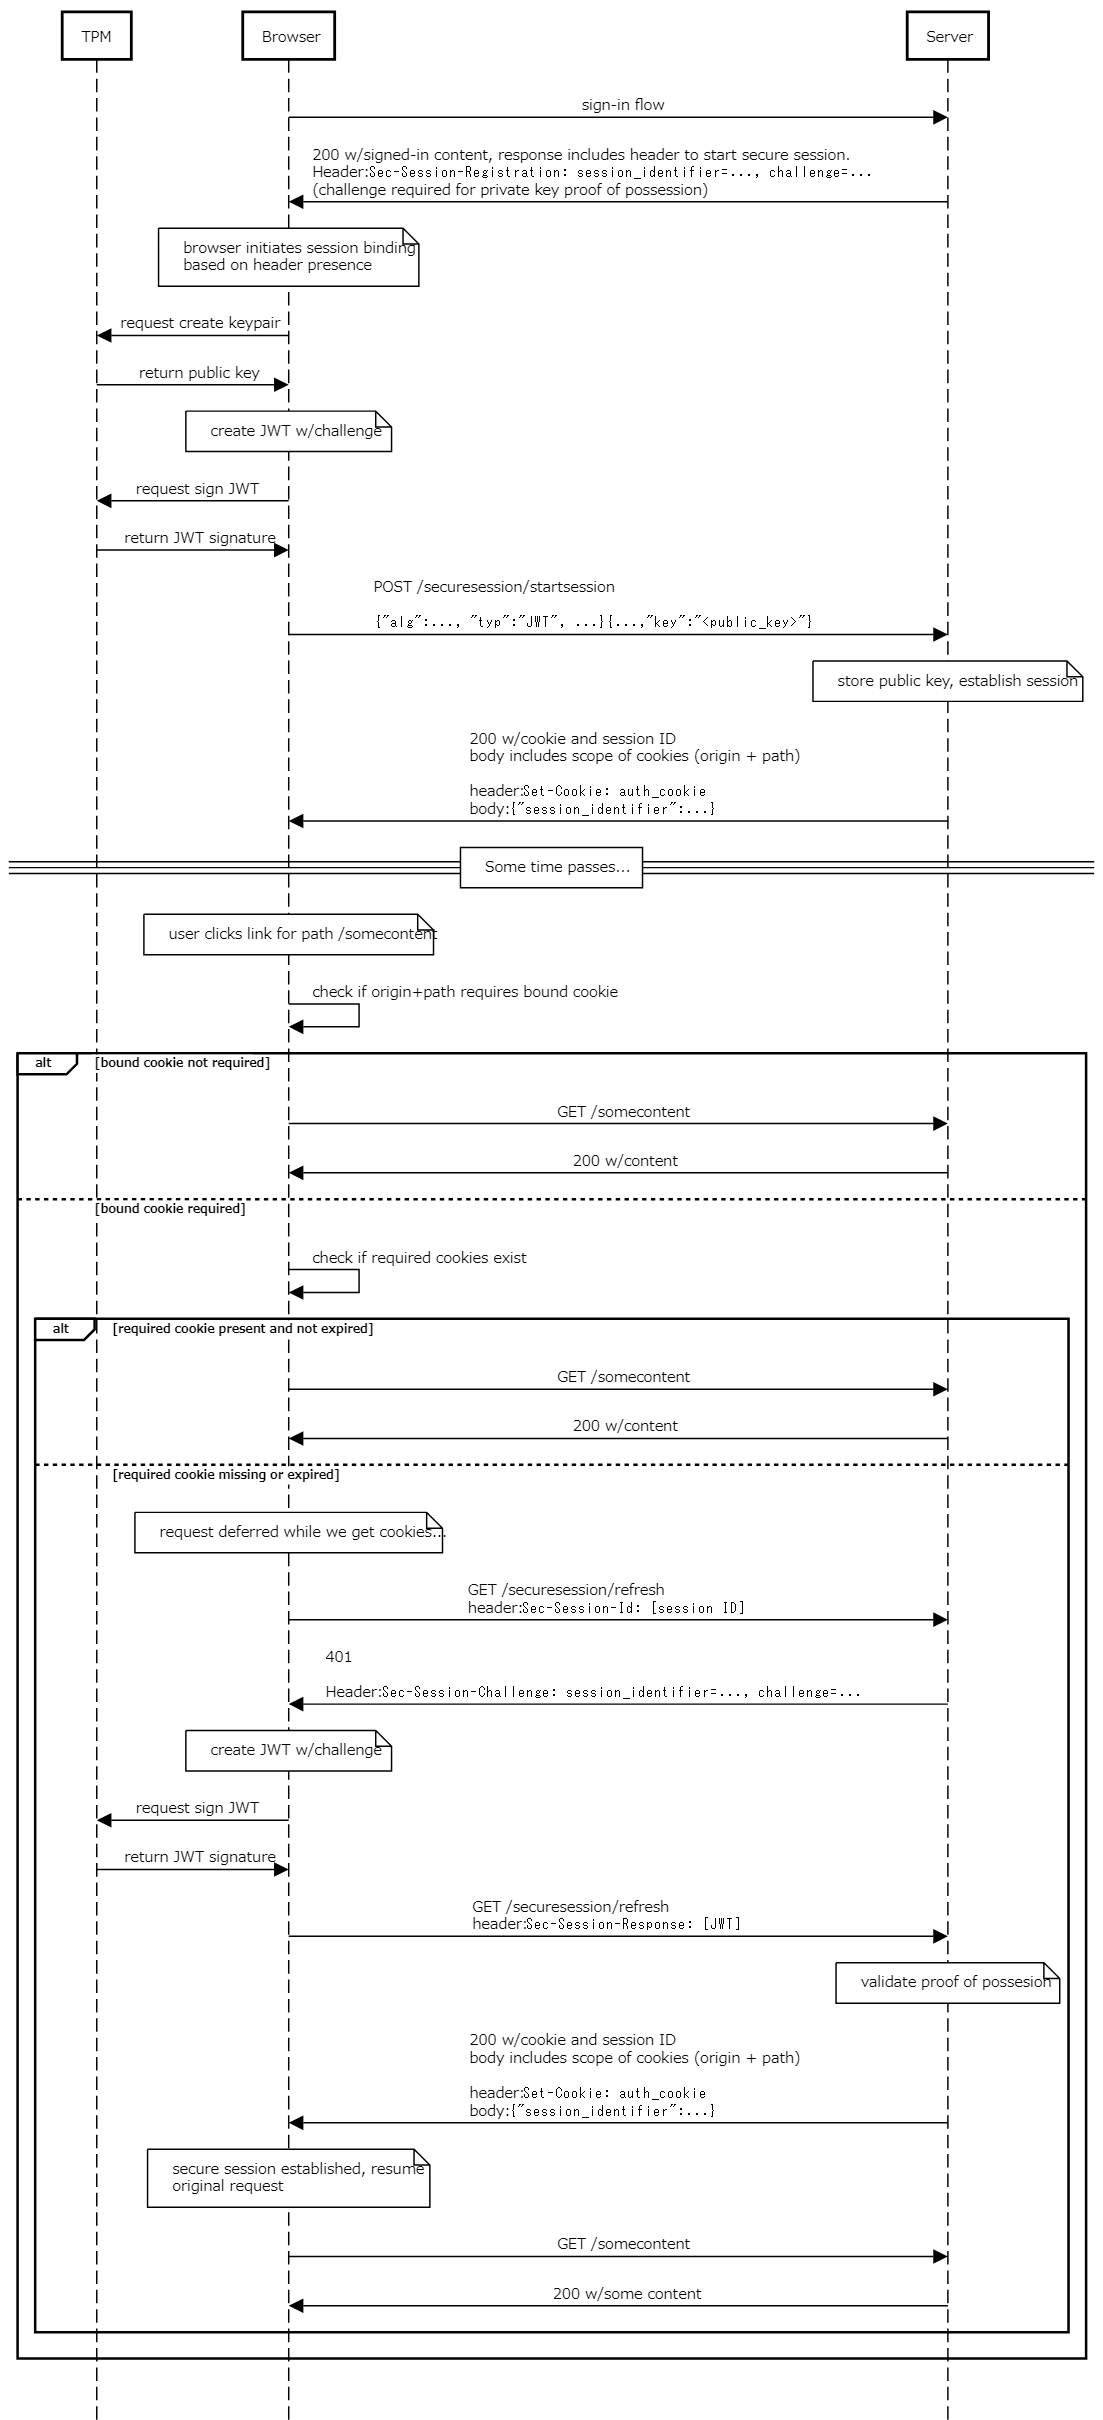 TPM
Browser
Server
sign-in flow
200 w/signed-in content, response includes header to start secure session.
Header:Sec-Session-Registration: session_identifier=..., challenge=...
(challenge required for private key proof of possession)
browser initiates session binding
based on header presence
request create keypair
return public key
create JWT w/challenge
request sign JWT
return JWT signature
POST /securesession/startsession
{"alg":..., "typ":"JWT", ...}{...,"key":"<public_key>"}
store public key, establish session
200 w/cookie and session ID
body includes scope of cookies (origin + path)
header:Set-Cookie: auth_cookie
body:{"session_identifier":...}
Some time passes...
user clicks link for path /somecontent
check if origin+path requires bound cookie
alt
[bound cookie not required]
GET /somecontent
200 w/content
[bound cookie required]
check if required cookies exist
alt
[required cookie present and not expired]
GET /somecontent
200 w/content
[required cookie missing or expired]
request deferred while we get cookies...
GET /securesession/refresh
header:Sec-Session-Id: [session ID]
401
Header:Sec-Session-Challenge: session_identifier=..., challenge=...
create JWT w/challenge
request sign JWT
return JWT signature
GET /securesession/refresh
header:Sec-Session-Response: [JWT]
validate proof of possesion
200 w/cookie and session ID
body includes scope of cookies (origin + path)
header:Set-Cookie: auth_cookie
body:{"session_identifier":...}
secure session established, resume
original request
GET /somecontent
200 w/some content